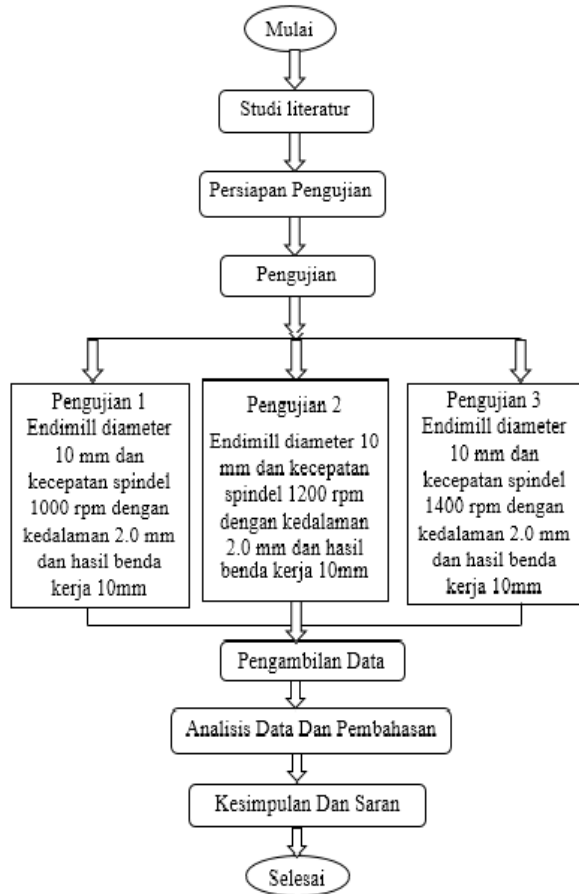 Mulai
Studi literatur
Persiapan Pengujian
Pengujian
Pengujian 1
Endimill diameter
10 mm dan
kecepatan spindel
1000 rpm dengan
kedalaman 2.0 mm
dan hasil benda
kerja 10mm
Pengujian 2
Endimill diameter 10
mm dan kecepatan
spindel 1200 rpm
dengan kedalaman
2.0 mm dan hasil
benda kerja 10mm
Pengujian 3
Endimill diameter
10 mm dan
kecepatan spindel
1400 rpm dengan
kedalaman 2.0 mm
dan hasil benda
kerja 10mm
Pengambilan Data
Analisis Data Dan Pembahasan
Kesimpulan Dan Saran
Selesai